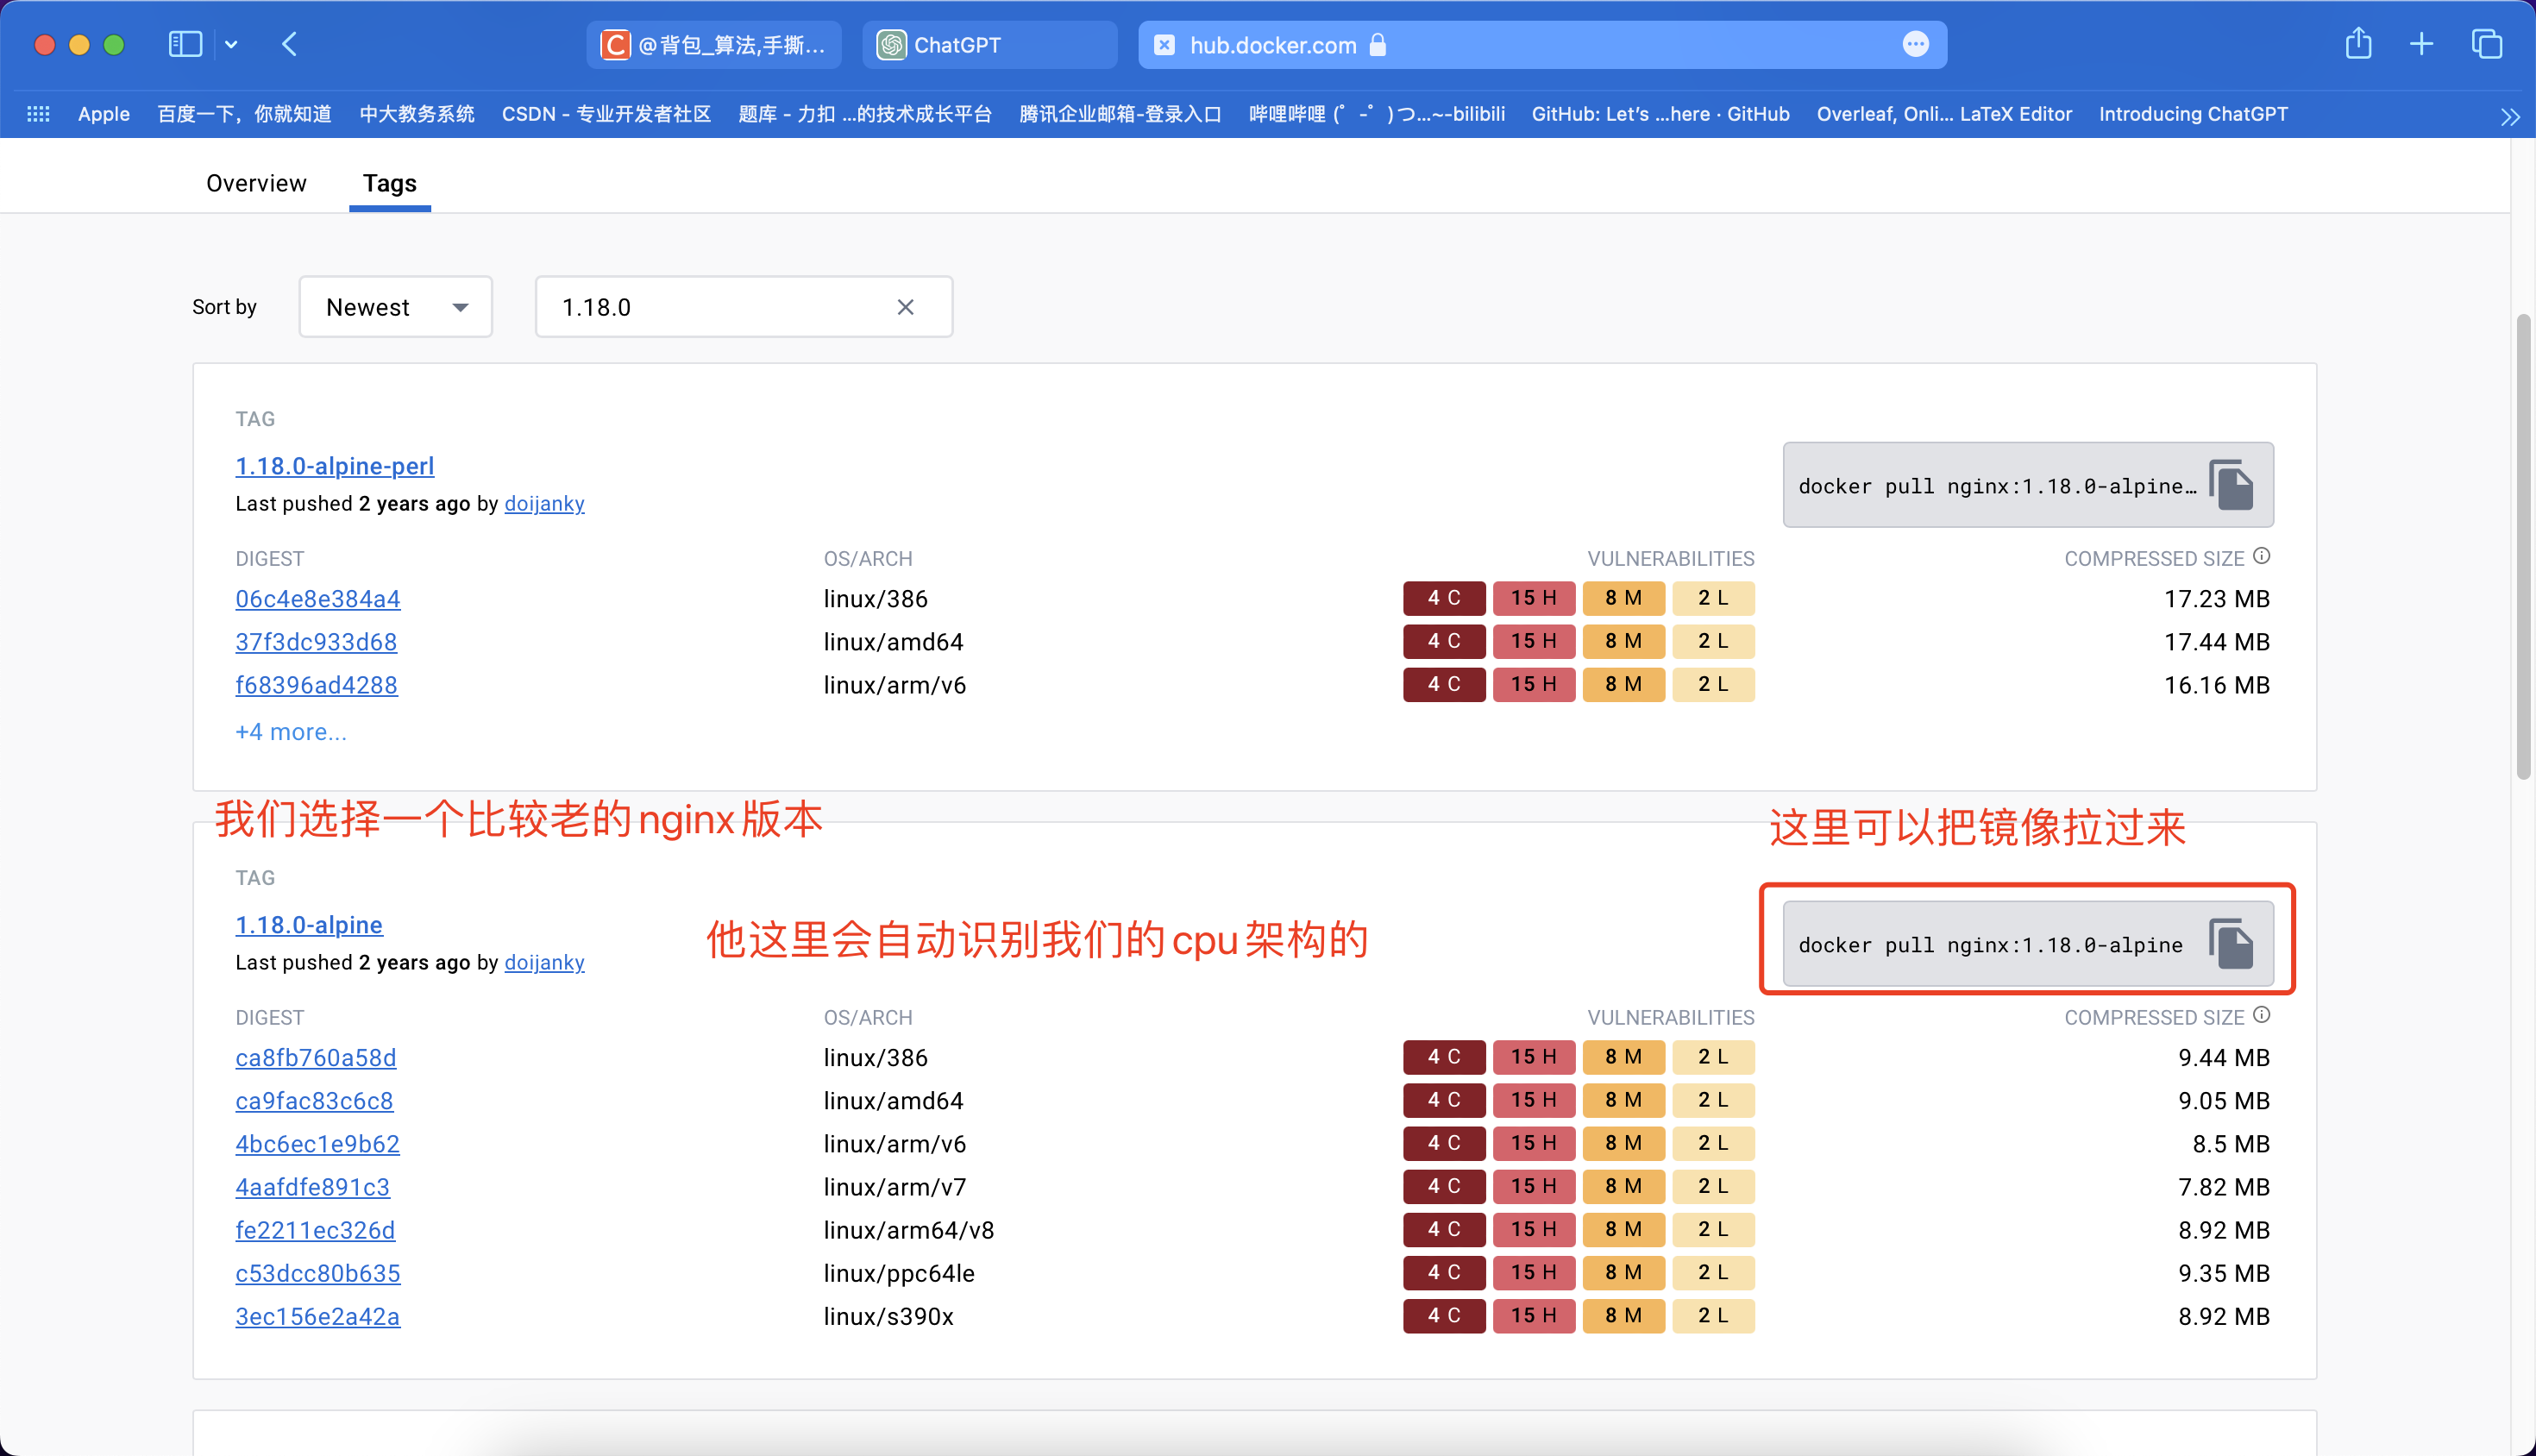 @背包_算法,手撕...
ChatGPT
hub.docker.com
Apple 百度一下，你就知道 中大教务系统 CSDN - 专业开发者社区 题库 - 力扣 ...的技术成长平台 腾讯企业邮箱-登录入口 哔哩哔哩 (゜-゜)つ...~-bilibili GitHub: Let's ...here · GitHub Overleaf, Onli... LaTeX Editor Introducing ChatGPT
Overview Tags
Sort by Newest 1.18.0
TAG
1.18.0-alpine-perl
Last pushed 2 years ago by doijanky
docker pull nginx:1.18.0-alpine...
DIGEST OS/ARCH VULNERABILITIES COMPRESSED SIZE
06c4e8e384a4 linux/386 4 C 15 H 8 M 2 L 17.23 MB
37f3dc933d68 linux/amd64 4 C 15 H 8 M 2 L 17.44 MB
f68396ad4288 linux/arm/v6 4 C 15 H 8 M 2 L 16.16 MB
+4 more...
我们选择一个比较老的nginx版本
这里可以把镜像拉过来
TAG
1.18.0-alpine
Last pushed 2 years ago by doijanky
他这里会自动识别我们的cpu架构的
docker pull nginx:1.18.0-alpine
DIGEST OS/ARCH VULNERABILITIES COMPRESSED SIZE
ca8fb760a58d linux/386 4 C 15 H 8 M 2 L 9.44 MB
ca9fac83c6c8 linux/amd64 4 C 15 H 8 M 2 L 9.05 MB
4bc6ec1e9b62 linux/arm/v6 4 C 15 H 8 M 2 L 8.5 MB
4aafdfe891c3 linux/arm/v7 4 C 15 H 8 M 2 L 7.82 MB
fe2211ec326d linux/arm64/v8 4 C 15 H 8 M 2 L 8.92 MB
c53dcc80b635 linux/ppc64le 4 C 15 H 8 M 2 L 9.35 MB
3ec156e2a42a linux/s390x 4 C 15 H 8 M 2 L 8.92 MB